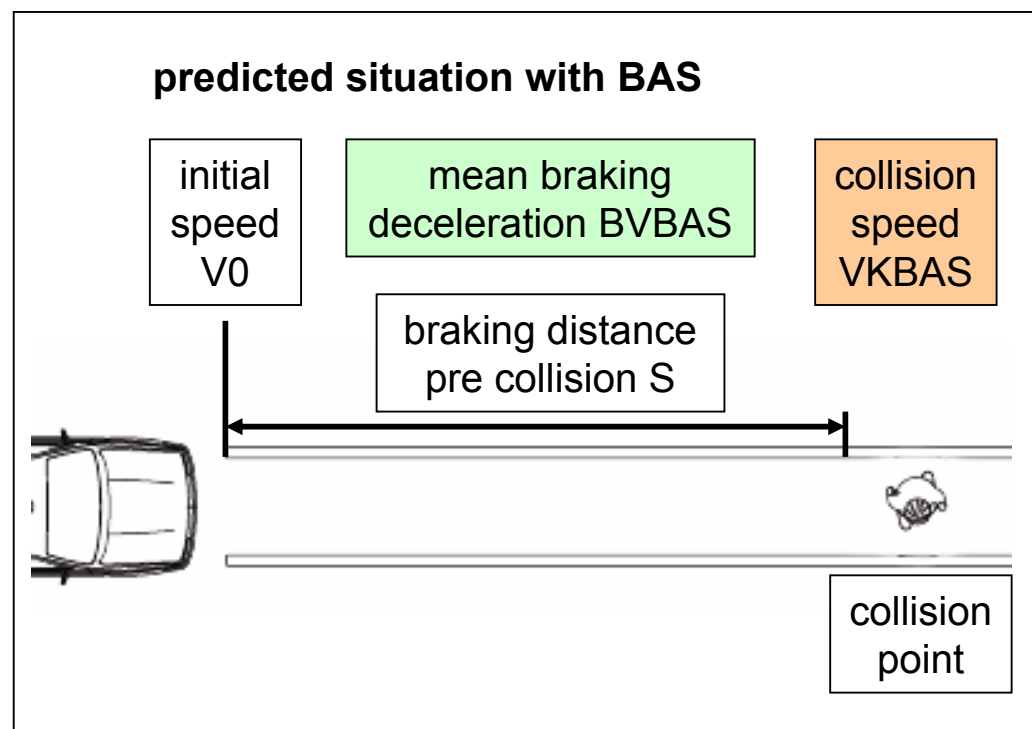 predicted situation with BAS
initial
speed
V0
mean braking
deceleration BVBAS
collision
speed
VKBAS
braking distance
pre collision S
collision
point